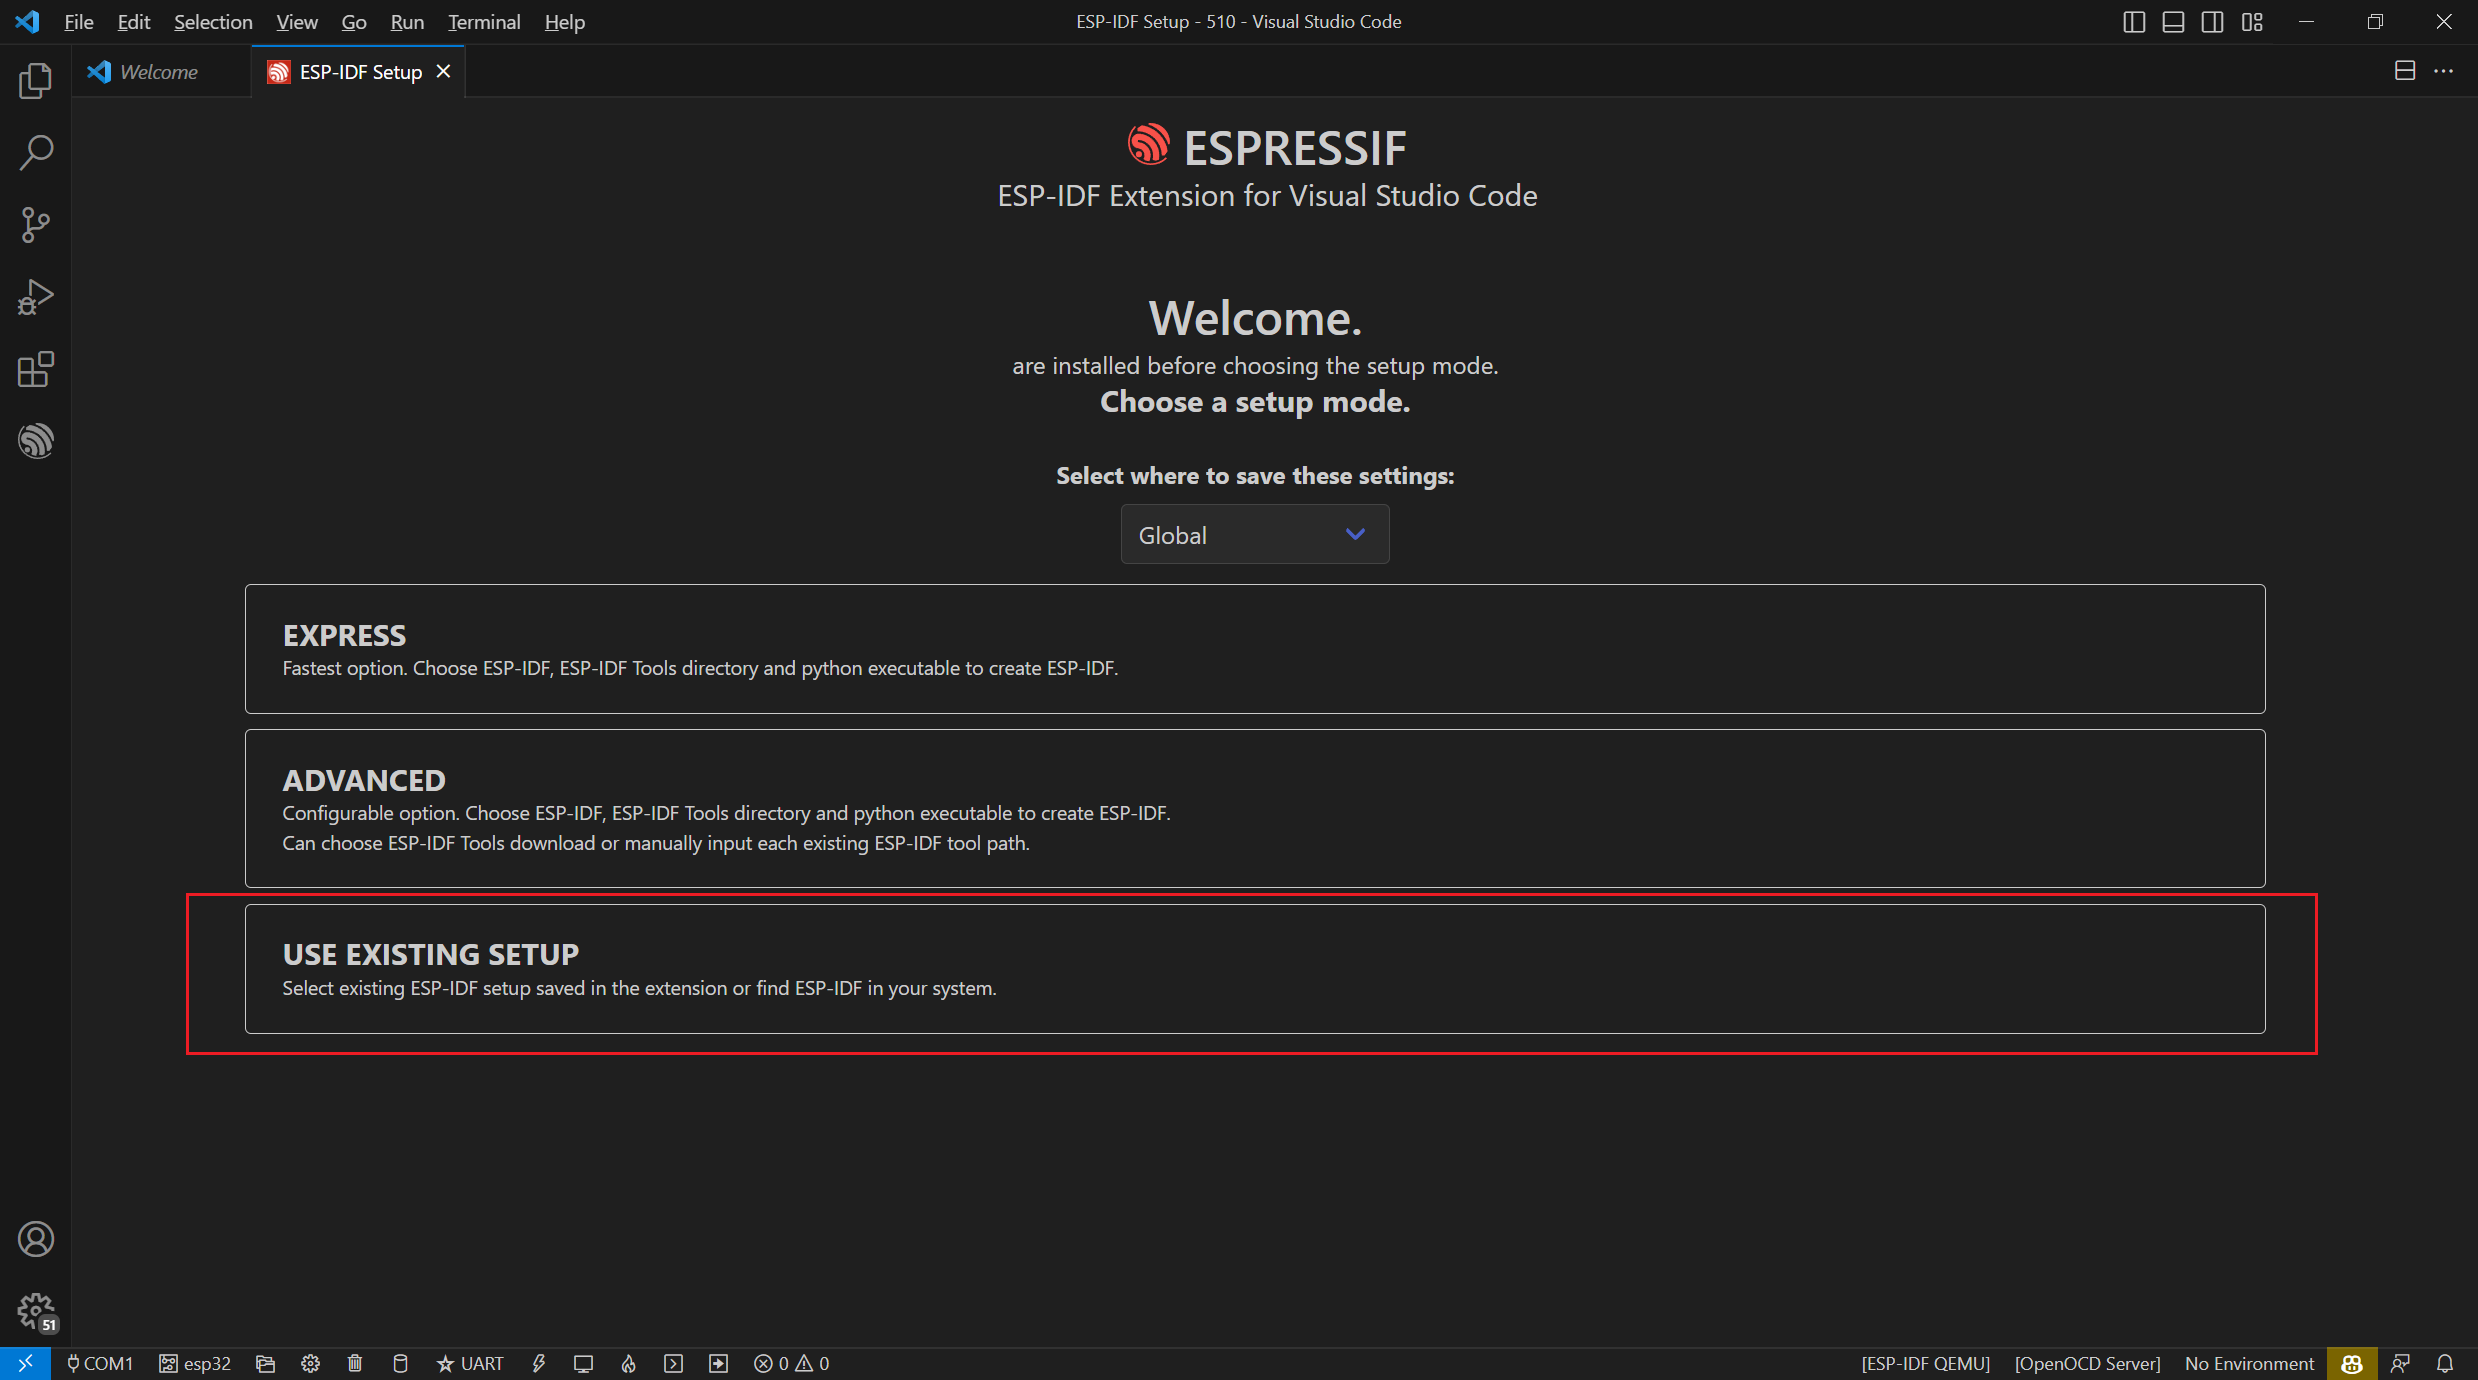 File Edit Selection View Go Run Terminal Help
ESP-IDF Setup - 510 - Visual Studio Code
Welcome
ESP-IDF Setup
ESPRESSIF
ESP-IDF Extension for Visual Studio Code
Welcome.
are installed before choosing the setup mode.
Choose a setup mode.
Select where to save these settings:
Global
EXPRESS
Fastest option. Choose ESP-IDF, ESP-IDF Tools directory and python executable to create ESP-IDF.
ADVANCED
Configurable option. Choose ESP-IDF, ESP-IDF Tools directory and python executable to create ESP-IDF.
Can choose ESP-IDF Tools download or manually input each existing ESP-IDF tool path.
USE EXISTING SETUP
Select existing ESP-IDF setup saved in the extension or find ESP-IDF in your system.
51
COM1 esp32 UART 0 0 [ESP-IDF QEMU] [OpenOCD Server] No Environment